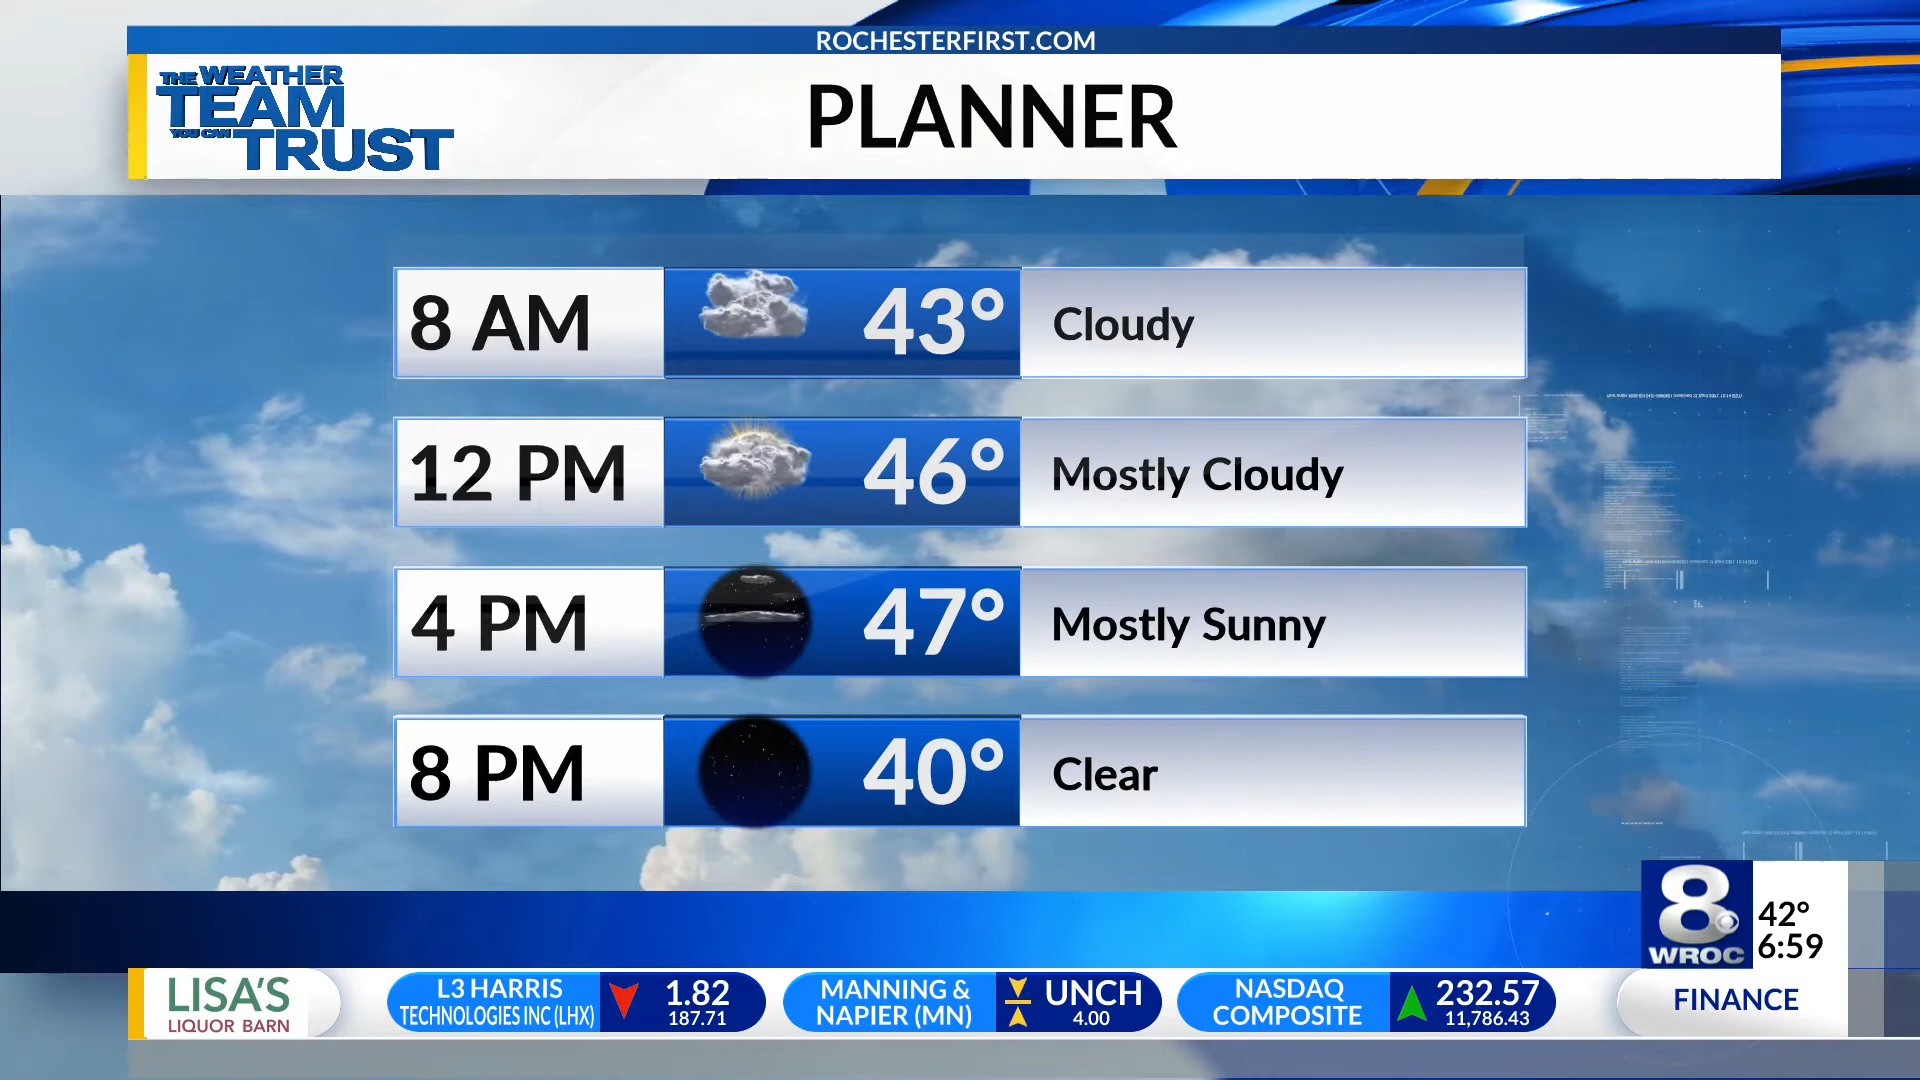 ROCHESTERFIRST.COM
THE WEATHER
TEAM
YOU CAN
TRUST
PLANNER
8 AM
43°
Cloudy
12 PM
46°
Mostly Cloudy
4 PM
47°
Mostly Sunny
8 PM
40°
Clear
8
WROC
42°
6:59
LISA'S
LIQUOR BARN
L3 HARRIS
TECHNOLOGIES INC (LHX)
1.82
187.71
MANNING &
NAPIER (MN)
UNCH
4.00
NASDAQ
COMPOSITE
232.57
11,786.43
FINANCE